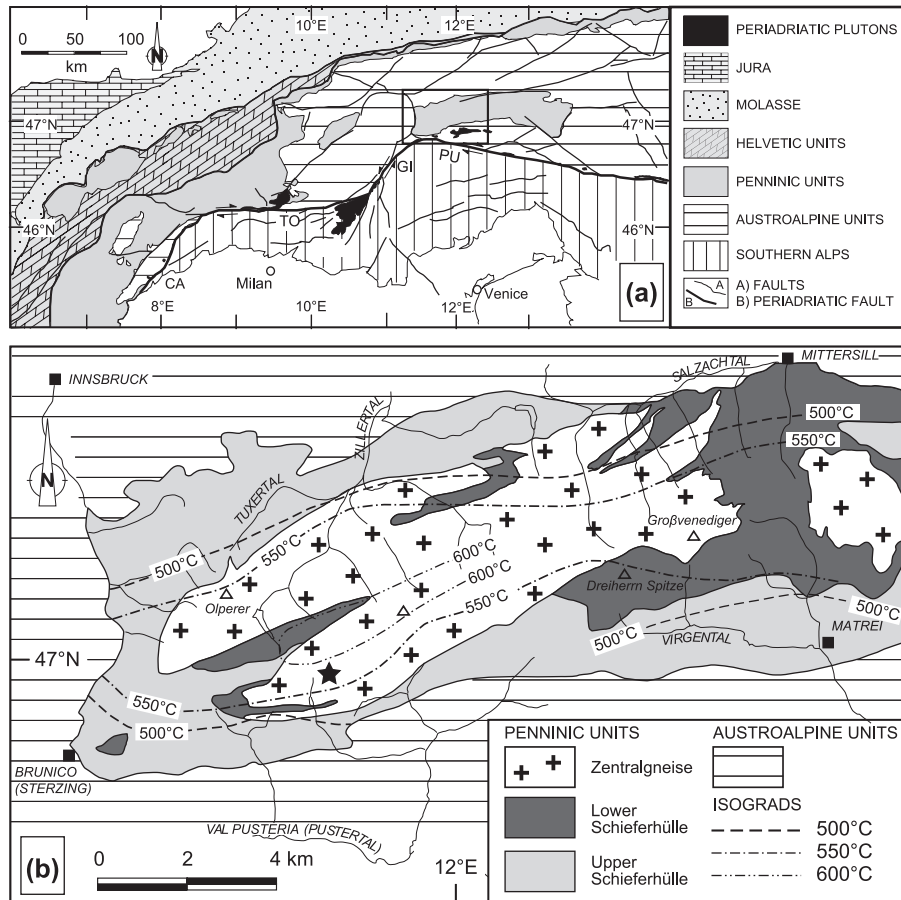 0 50 100
km
N
10°E
12°E
47°N
47°N
46°N
46°N
GI
PU
TO
CA
Milan
Venice
8°E
10°E
12°E
(a)
PERIADRIATIC PLUTONS
JURA
MOLASSE
HELVETIC UNITS
PENNINIC UNITS
AUSTROALPINE UNITS
SOUTHERN ALPS
A
B
A) FAULTS
B) PERIADRIATIC FAULT
INNSBRUCK
MITTERSILL
SALZACHTAL
ZILLERTAL
TUXERTAL
N
500°C
550°C
500°C
550°C
Großvenediger
600°C
600°C
550°C
Olperer
Dreiherrn Spitze
500°C
500°C
MATREI
VIRGENTAL
47°N
550°C
500°C
BRUNICO
(STERZING)
VAL PUSTERIA (PUSTERTAL)
(b)
0 2 4 km
12°E
PENNINIC UNITS
Zentralgneise
Lower
Schieferhülle
Upper
Schieferhülle
AUSTROALPINE UNITS
ISOGRADS
500°C
550°C
600°C